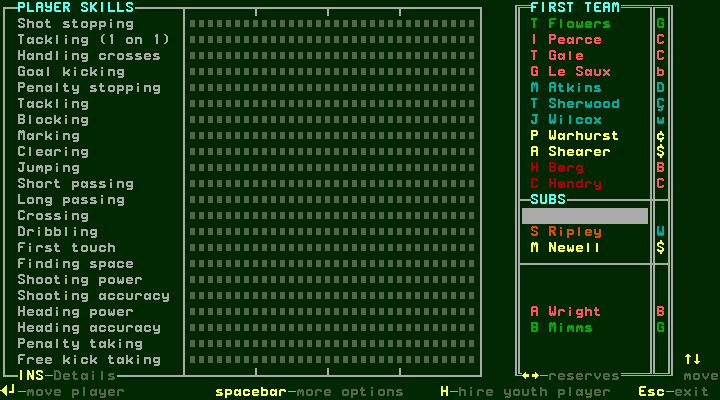 PLAYER SKILLS
Shot stopping
Tackling (1 on 1)
Handling crosses
Goal kicking
Penalty stopping
Tackling
Blocking
Marking
Clearing
Jumping
Short passing
Long passing
Crossing
Dribbling
First touch
Finding space
Shooting power
Shooting accuracy
Heading power
Heading accuracy
Penalty taking
Free kick taking
INS-Details
FIRST TEAM
T Flowers G
I Pearce C
T Gale C
G Le Saux b
M Atkins D
T Sherwood Ç
J Wilcox w
P Warhurst ¢
A Shearer $
H Berg B
C Hendry C
SUBS
S Ripley W
M Newell $
A Wright B
B Mimms G
↔-reserves
↑↓
move
↵-move player spacebar-more options H-hire youth player Esc-exit